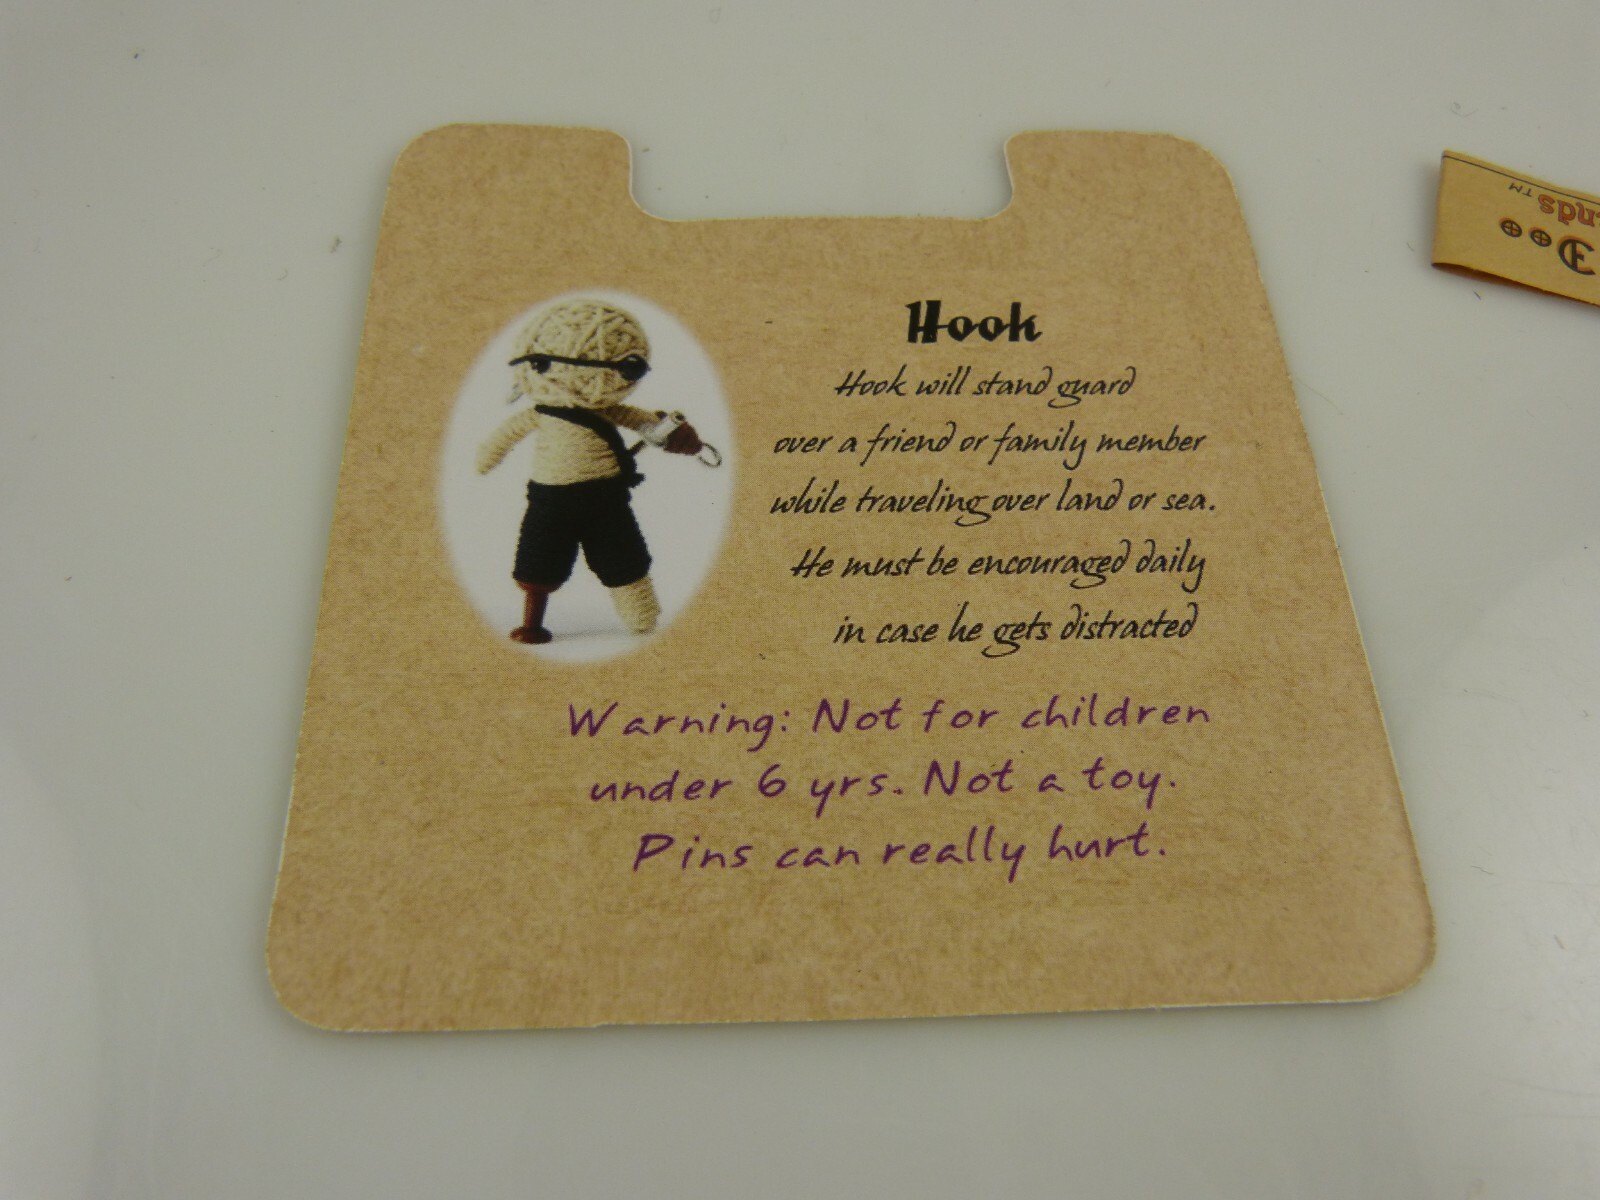 Hook
Hook will stand guard
over a friend or family member
while traveling over land or sea.
He must be encouraged daily
in case he gets distracted
Warning: Not for children
under 6 yrs. Not a toy.
Pins can really hurt.